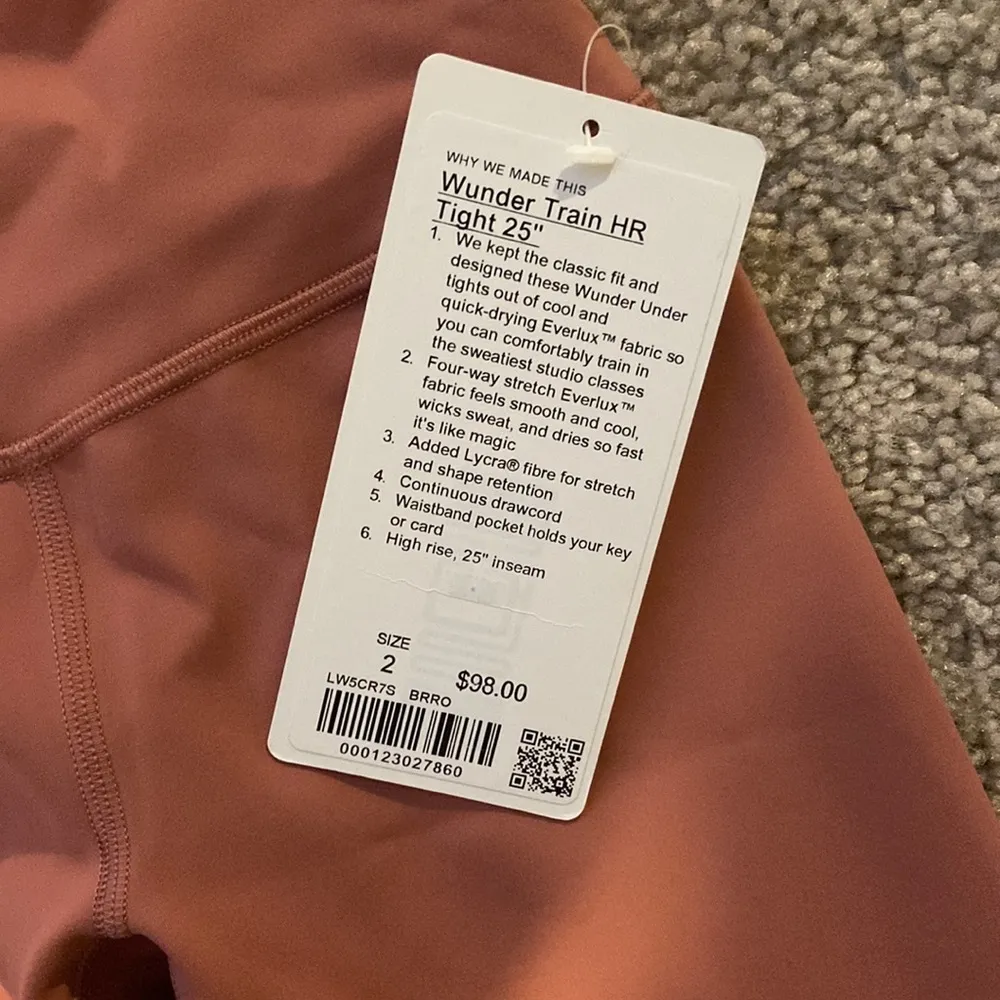 WHY WE MADE THIS
Wunder Train HR
Tight 25"
1. We kept the classic fit and
designed these Wunder Under
tights out of cool and
quick-drying Everlux™ fabric so
you can comfortably train in
the sweatiest studio classes
2. Four-way stretch Everlux™
fabric feels smooth and cool,
wicks sweat, and dries so fast
it's like magic
3. Added Lycra® fibre for stretch
and shape retention
4. Continuous drawcord
5. Waistband pocket holds your key
or card
6. High rise, 25" inseam
SIZE
2
$98.00
LW5CR7S BRRO
000123027860